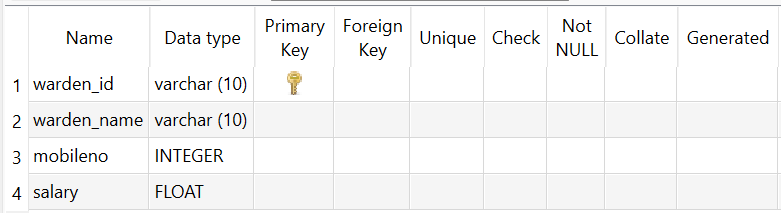 Name Data type Primary Key Foreign Key Unique Check Not NULL Collate Generated
1 warden_id varchar (10)
2 warden_name varchar (10)
3 mobileno INTEGER
4 salary FLOAT